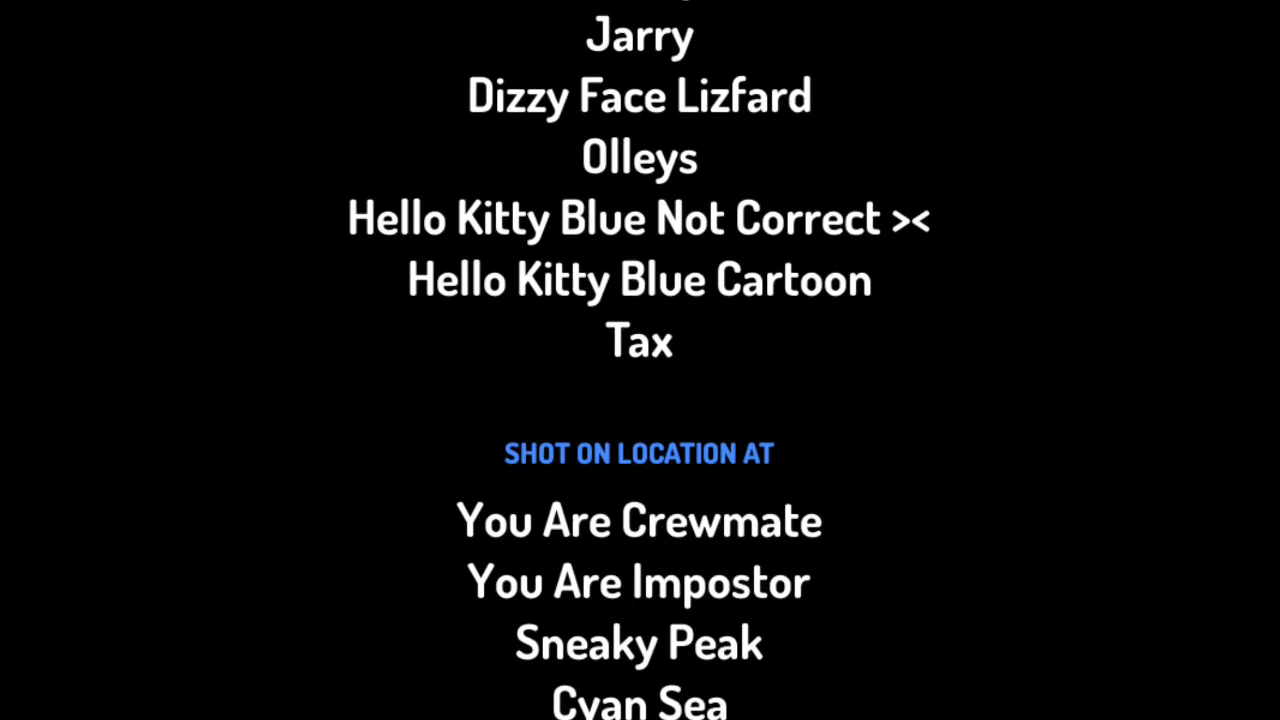 Jarry
Dizzy Face Lizfard
Olleys
Hello Kitty Blue Not Correct ><
Hello Kitty Blue Cartoon
Tax
SHOT ON LOCATION AT
You Are Crewmate
You Are Impostor
Sneaky Peak
Cyan Sea